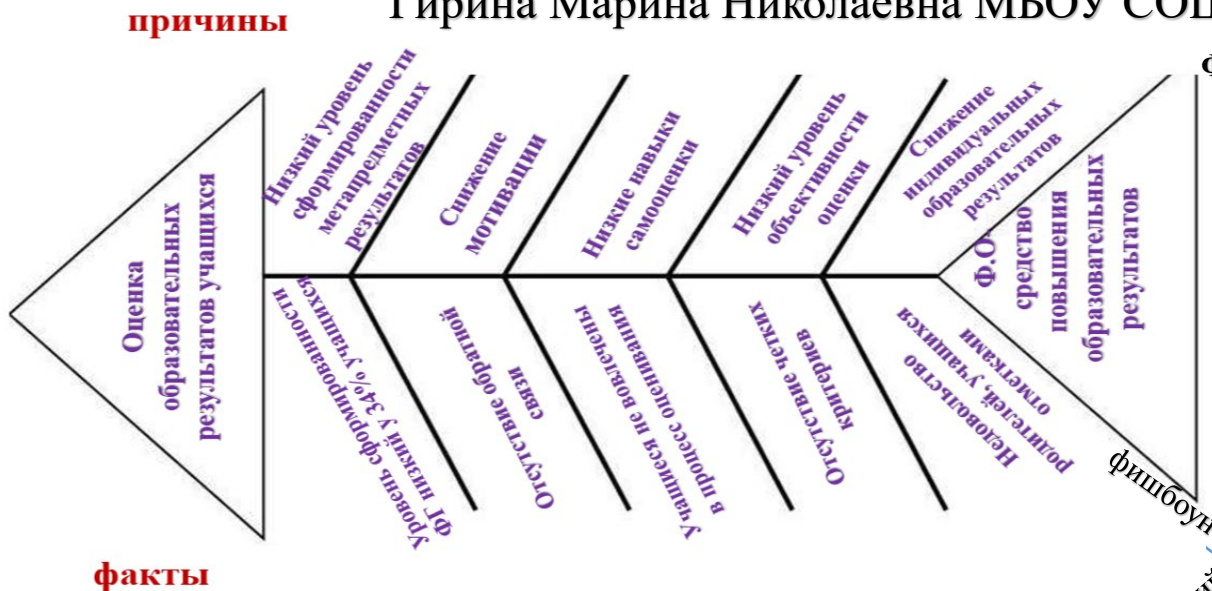 Гирина Марина Николаевна МБОУ СОШ
причины
Низкий уровень
сформированности
метапредметных
результатов
Снижение
мотивации
Низкие навыки
самооценки
Низкий уровень
объективности
оценки
Снижение
индивидуальных
образовательных
результатов
Оценка
образовательных
результатов учащихся
Ф.О
средство
повышения
образовательных
результатов
Уровень сформированности
ФГ низкий у 34% учащихся
Отсутствие обратной
связи
Учащиеся не вовлечены
в процесс оценивания
Отсутствие четких
критериев
Недовольство
родителей, учащихся
отметками
фишбоун
факты